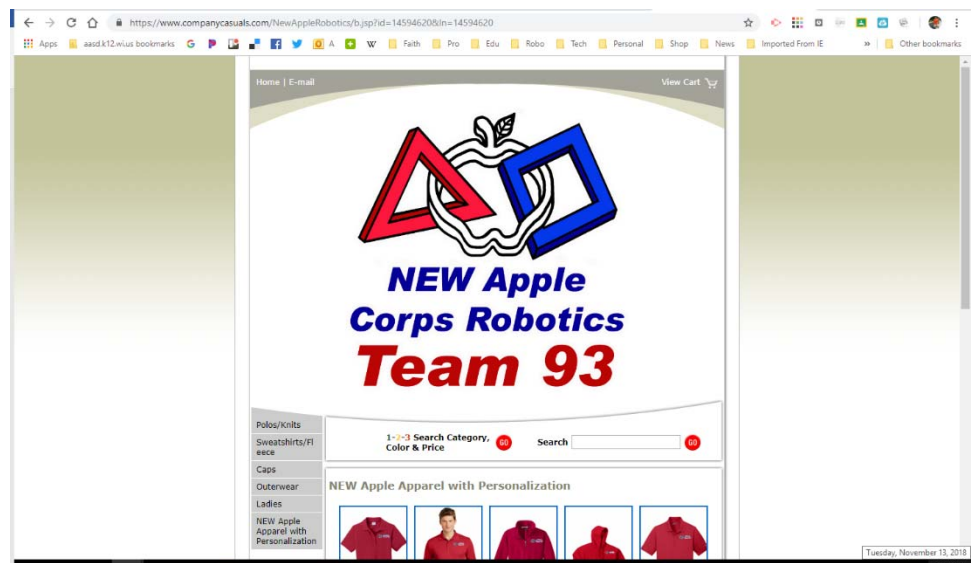 https://www.companycasuals.com/NewAppleRobotics/b.jsp?id=14594620&ln=14594620
Apps aasd.k12.wi.us bookmarks A W Faith Pro Edu Robo Tech Personal Shop News Imported From IE » Other bookmarks
Home | E-mail View Cart
NEW Apple
Corps Robotics
Team 93
Polos/Knits
Sweatshirts/Fl
eece
Caps
Outerwear
Ladies
NEW Apple
Apparel with
Personalization
1-2-3 Search Category,
Color & Price GO Search GO
NEW Apple Apparel with Personalization
Tuesday, November 13, 2018